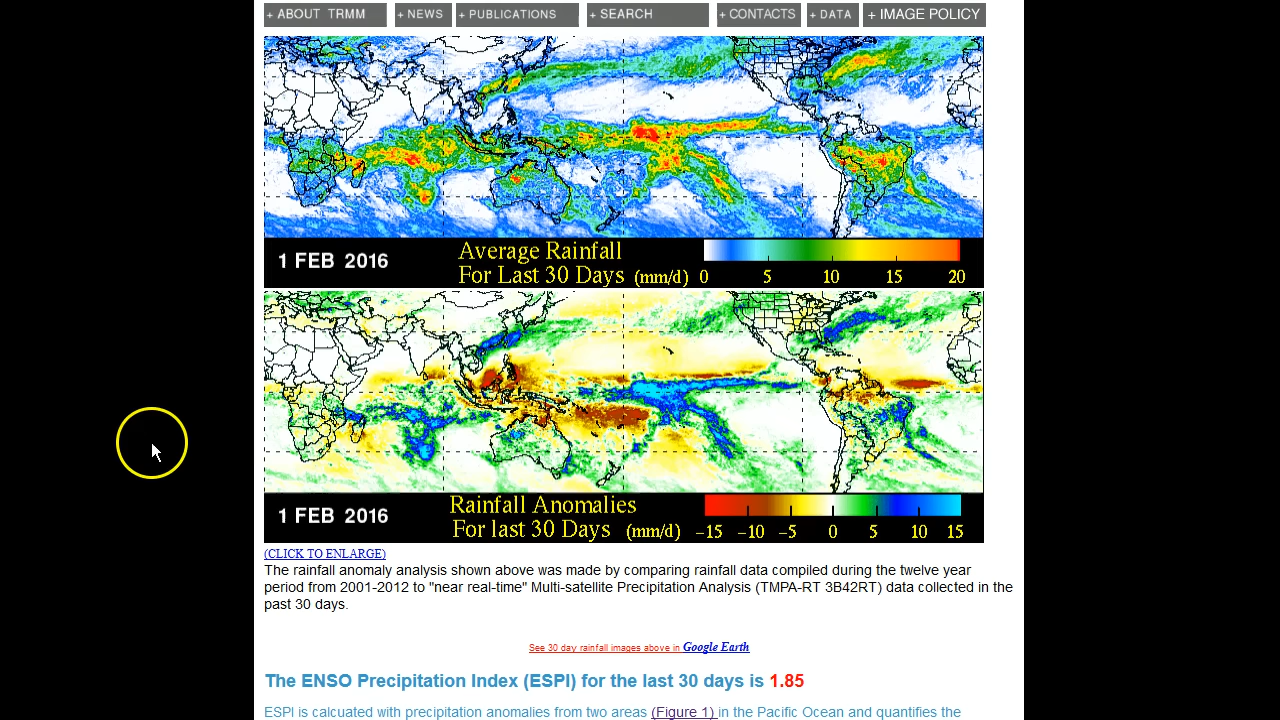 + ABOUT TRMM + NEWS + PUBLICATIONS + SEARCH + CONTACTS + DATA + IMAGE POLICY
1 FEB 2016
Average Rainfall
For Last 30 Days (mm/d)
0 5 10 15 20
1 FEB 2016
Rainfall Anomalies
For last 30 Days (mm/d)
−15 −10 −5 0 5 10 15
(CLICK TO ENLARGE)
The rainfall anomaly analysis shown above was made by comparing rainfall data compiled during the twelve year
period from 2001-2012 to "near real-time" Multi-satellite Precipitation Analysis (TMPA-RT 3B42RT) data collected in the
past 30 days.
See 30 day rainfall images above in Google Earth
The ENSO Precipitation Index (ESPI) for the last 30 days is 1.85
ESPI is calcuated with precipitation anomalies from two areas (Figure 1) in the Pacific Ocean and quantifies the